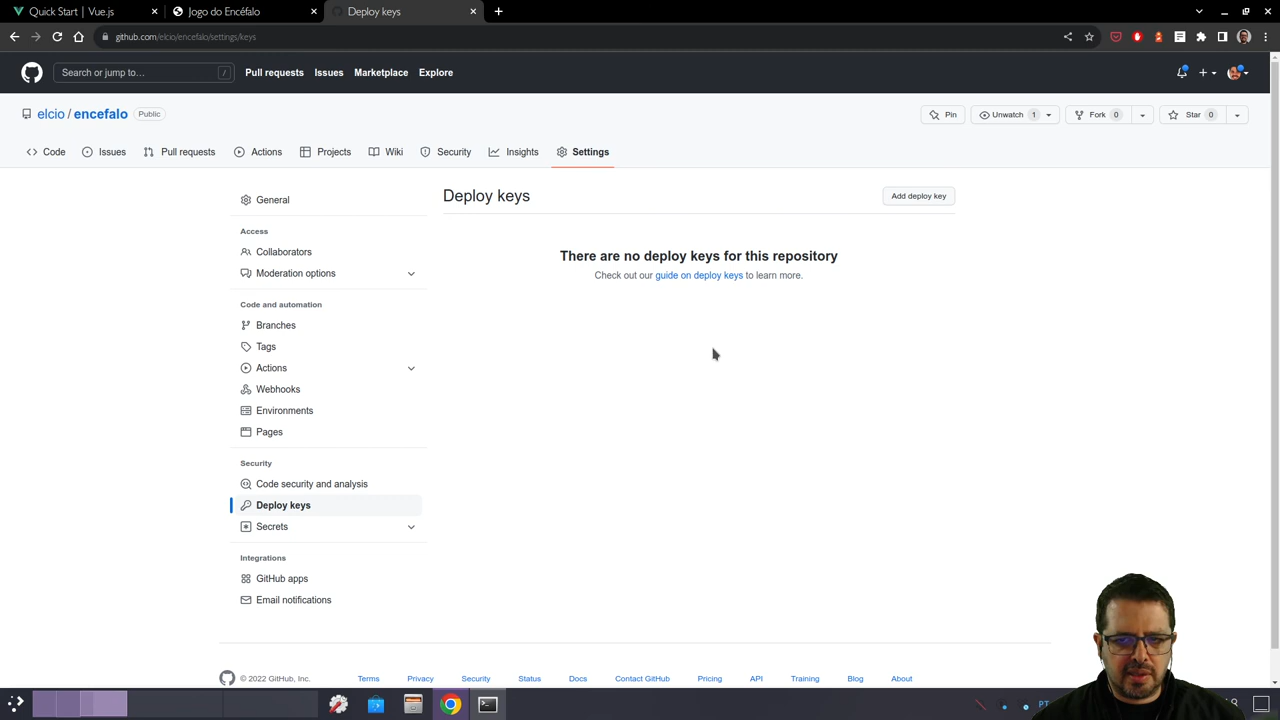 Quick Start | Vue.js
Jogo do Encéfalo
Deploy keys
github.com/elcio/encefalo/settings/keys
Search or jump to…
/
Pull requests
Issues
Marketplace
Explore
elcio / encefalo
Public
Pin
Unwatch 1
Fork 0
Star 0
Code
Issues
Pull requests
Actions
Projects
Wiki
Security
Insights
Settings
General
Access
Collaborators
Moderation options
Code and automation
Branches
Tags
Actions
Webhooks
Environments
Pages
Security
Code security and analysis
Deploy keys
Secrets
Integrations
GitHub apps
Email notifications
Deploy keys
Add deploy key
There are no deploy keys for this repository
Check out our guide on deploy keys to learn more.
© 2022 GitHub, Inc.
Terms
Privacy
Security
Status
Docs
Contact GitHub
Pricing
API
Training
Blog
About
PT